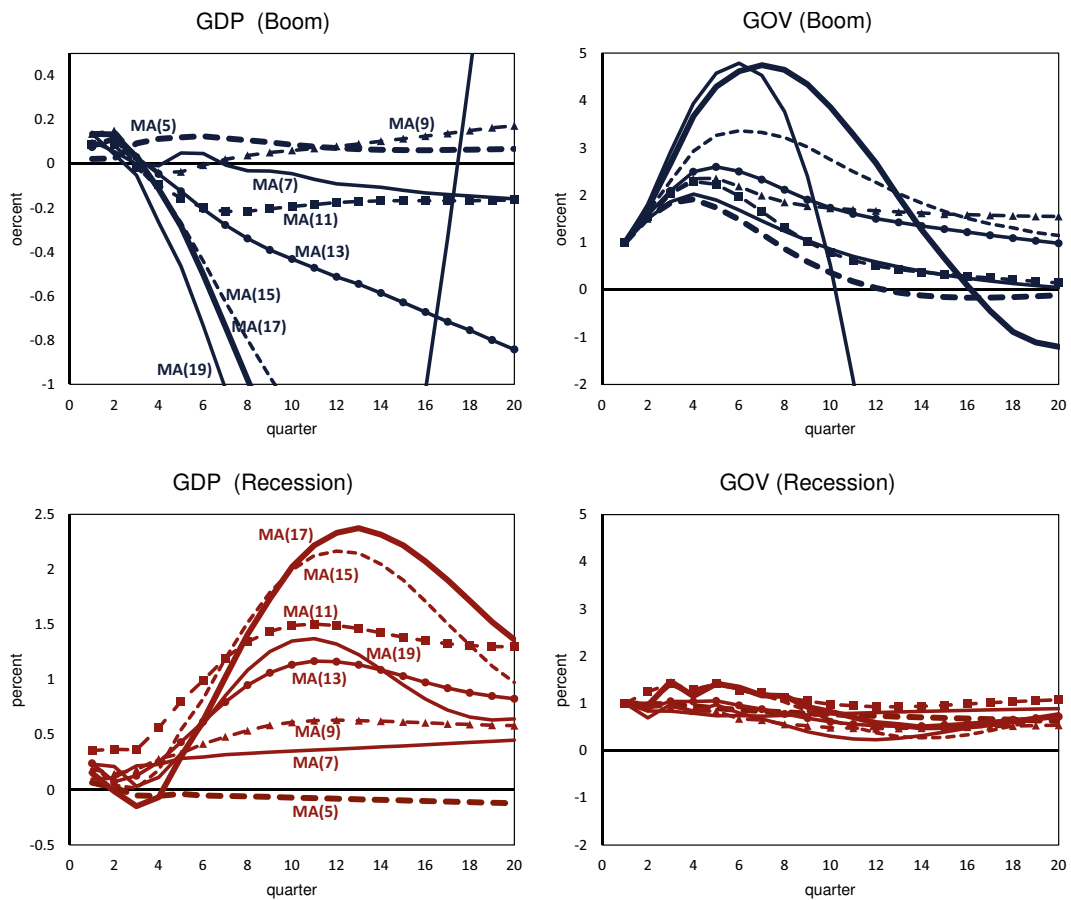 GDP (Boom)
oercent
0.4
0.2
0
-0.2
-0.4
-0.6
-0.8
-1
MA(5)
MA(9)
MA(7)
MA(11)
MA(13)
MA(15)
MA(17)
MA(19)
0 2 4 6 8 10 12 14 16 18 20
quarter
GOV (Boom)
oercent
5
4
3
2
1
0
-1
-2
0 2 4 6 8 10 12 14 16 18 20
quarter
GDP (Recession)
percent
2.5
2
1.5
1
0.5
0
-0.5
MA(17)
MA(15)
MA(11)
MA(19)
MA(13)
MA(9)
MA(7)
MA(5)
0 2 4 6 8 10 12 14 16 18 20
quarter
GOV (Recession)
percent
5
4
3
2
1
0
-1
-2
0 2 4 6 8 10 12 14 16 18 20
quarter